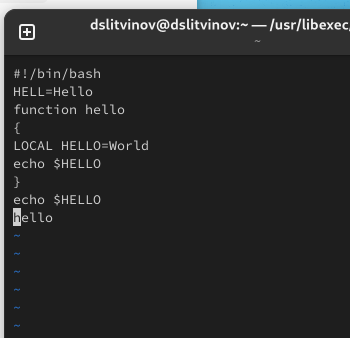 dslitvinov@dslitvinov:~ — /usr/libexec/
~
#!/bin/bash
HELL=Hello
function hello
{
LOCAL HELLO=World
echo $HELLO
}
echo $HELLO
hello
~
~
~
~
~
~